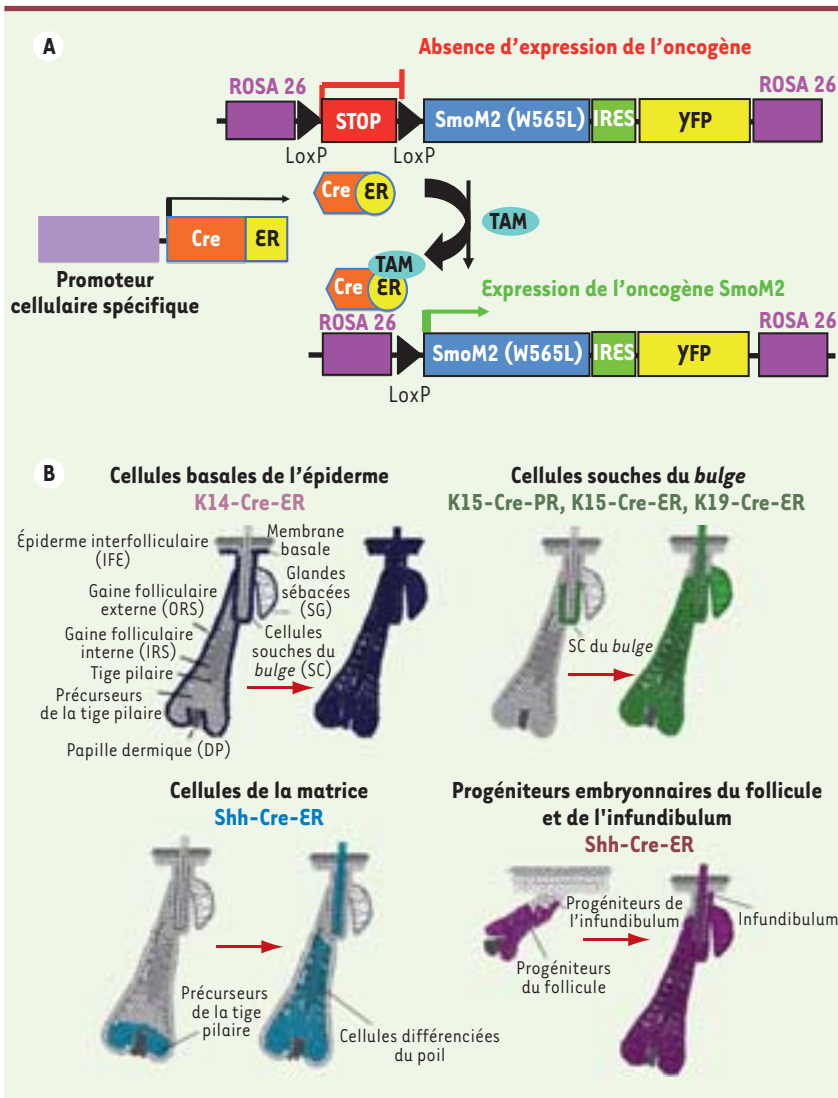 A
Absence d'expression de l'oncogène
ROSA 26
ROSA 26
STOP
SmoM2 (W565L)
IRES
YFP
LoxP
LoxP
Cre
ER
TAM
Cre
ER
Promoteur
cellulaire spécifique
TAM
Cre
ER
Expression de l'oncogène SmoM2
ROSA 26
ROSA 26
SmoM2 (W565L)
IRES
YFP
LoxP
B
Cellules basales de l'épiderme
K14-Cre-ER
Épiderme interfolliculaire
(IFE)
Membrane
basale
Gaine folliculaire
externe (ORS)
Glandes
sébacées
(SG)
Gaine folliculaire
interne (IRS)
Cellules
souches du
bulge (SC)
Tige pilaire
Précurseurs
de la tige pilaire
Papille dermique (DP)
Cellules souches du bulge
K15-Cre-PR, K15-Cre-ER, K19-Cre-ER
SC du bulge
Cellules de la matrice
Shh-Cre-ER
Précurseurs
de la tige
pilaire
Cellules différenciées
du poil
Progéniteurs embryonnaires du follicule
et de l'infundibulum
Shh-Cre-ER
Progéniteurs de
l'infundibulum
Infundibulum
Progéniteurs
du follicule